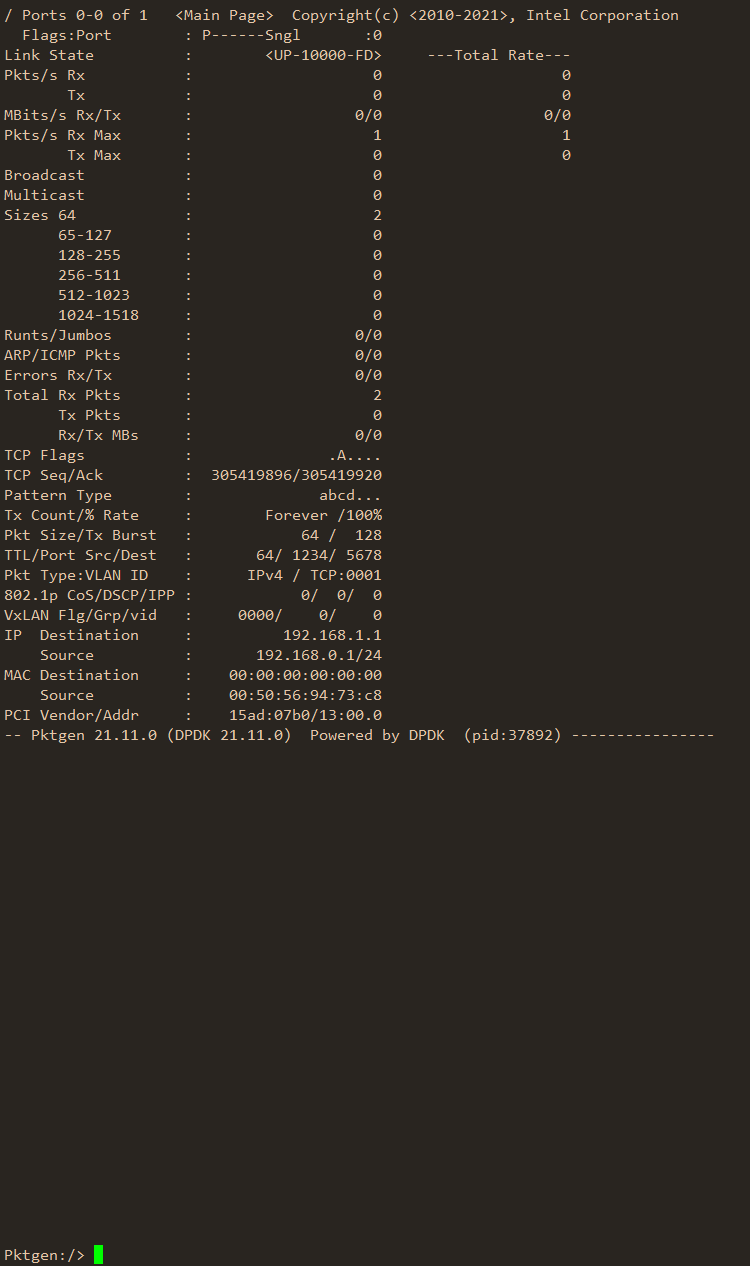 / Ports 0-0 of 1   <Main Page>  Copyright(c) <2010-2021>, Intel Corporation
  Flags:Port        : P------Sngl       :0
Link State          :        <UP-10000-FD>     ---Total Rate---
Pkts/s Rx           :                    0                    0
       Tx           :                    0                    0
MBits/s Rx/Tx       :                  0/0                  0/0
Pkts/s Rx Max       :                    1                    1
       Tx Max       :                    0                    0
Broadcast           :                    0
Multicast           :                    0
Sizes 64            :                    2
      65-127        :                    0
      128-255       :                    0
      256-511       :                    0
      512-1023      :                    0
      1024-1518     :                    0
Runts/Jumbos        :                  0/0
ARP/ICMP Pkts       :                  0/0
Errors Rx/Tx        :                  0/0
Total Rx Pkts       :                    2
      Tx Pkts       :                    0
      Rx/Tx MBs     :                  0/0
TCP Flags           :               .A....
TCP Seq/Ack         :  305419896/305419920
Pattern Type        :              abcd...
Tx Count/% Rate     :        Forever /100%
Pkt Size/Tx Burst   :            64 /  128
TTL/Port Src/Dest   :       64/ 1234/ 5678
Pkt Type:VLAN ID    :      IPv4 / TCP:0001
802.1p CoS/DSCP/IPP :            0/  0/  0
VxLAN Flg/Grp/vid   :     0000/    0/    0
IP  Destination     :          192.168.1.1
    Source          :       192.168.0.1/24
MAC Destination     :    00:00:00:00:00:00
    Source          :    00:50:56:94:73:c8
PCI Vendor/Addr     :    15ad:07b0/13:00.0
-- Pktgen 21.11.0 (DPDK 21.11.0)  Powered by DPDK  (pid:37892) ----------------
Pktgen:/>